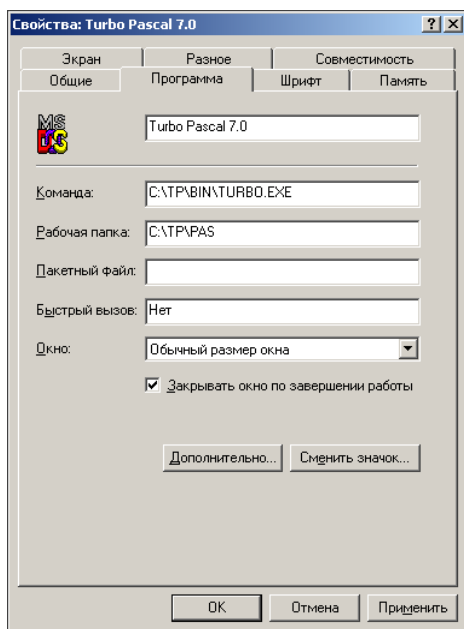 Свойства: Turbo Pascal 7.0
Экран Разное Совместимость
Общие Программа Шрифт Память
MS DOS
Turbo Pascal 7.0
Команда: C:\TP\BIN\TURBO.EXE
Рабочая папка: C:\TP\PAS
Пакетный файл:
Быстрый вызов: Нет
Окно: Обычный размер окна
Закрывать окно по завершении работы
Дополнительно... Сменить значок...
OK Отмена Применить